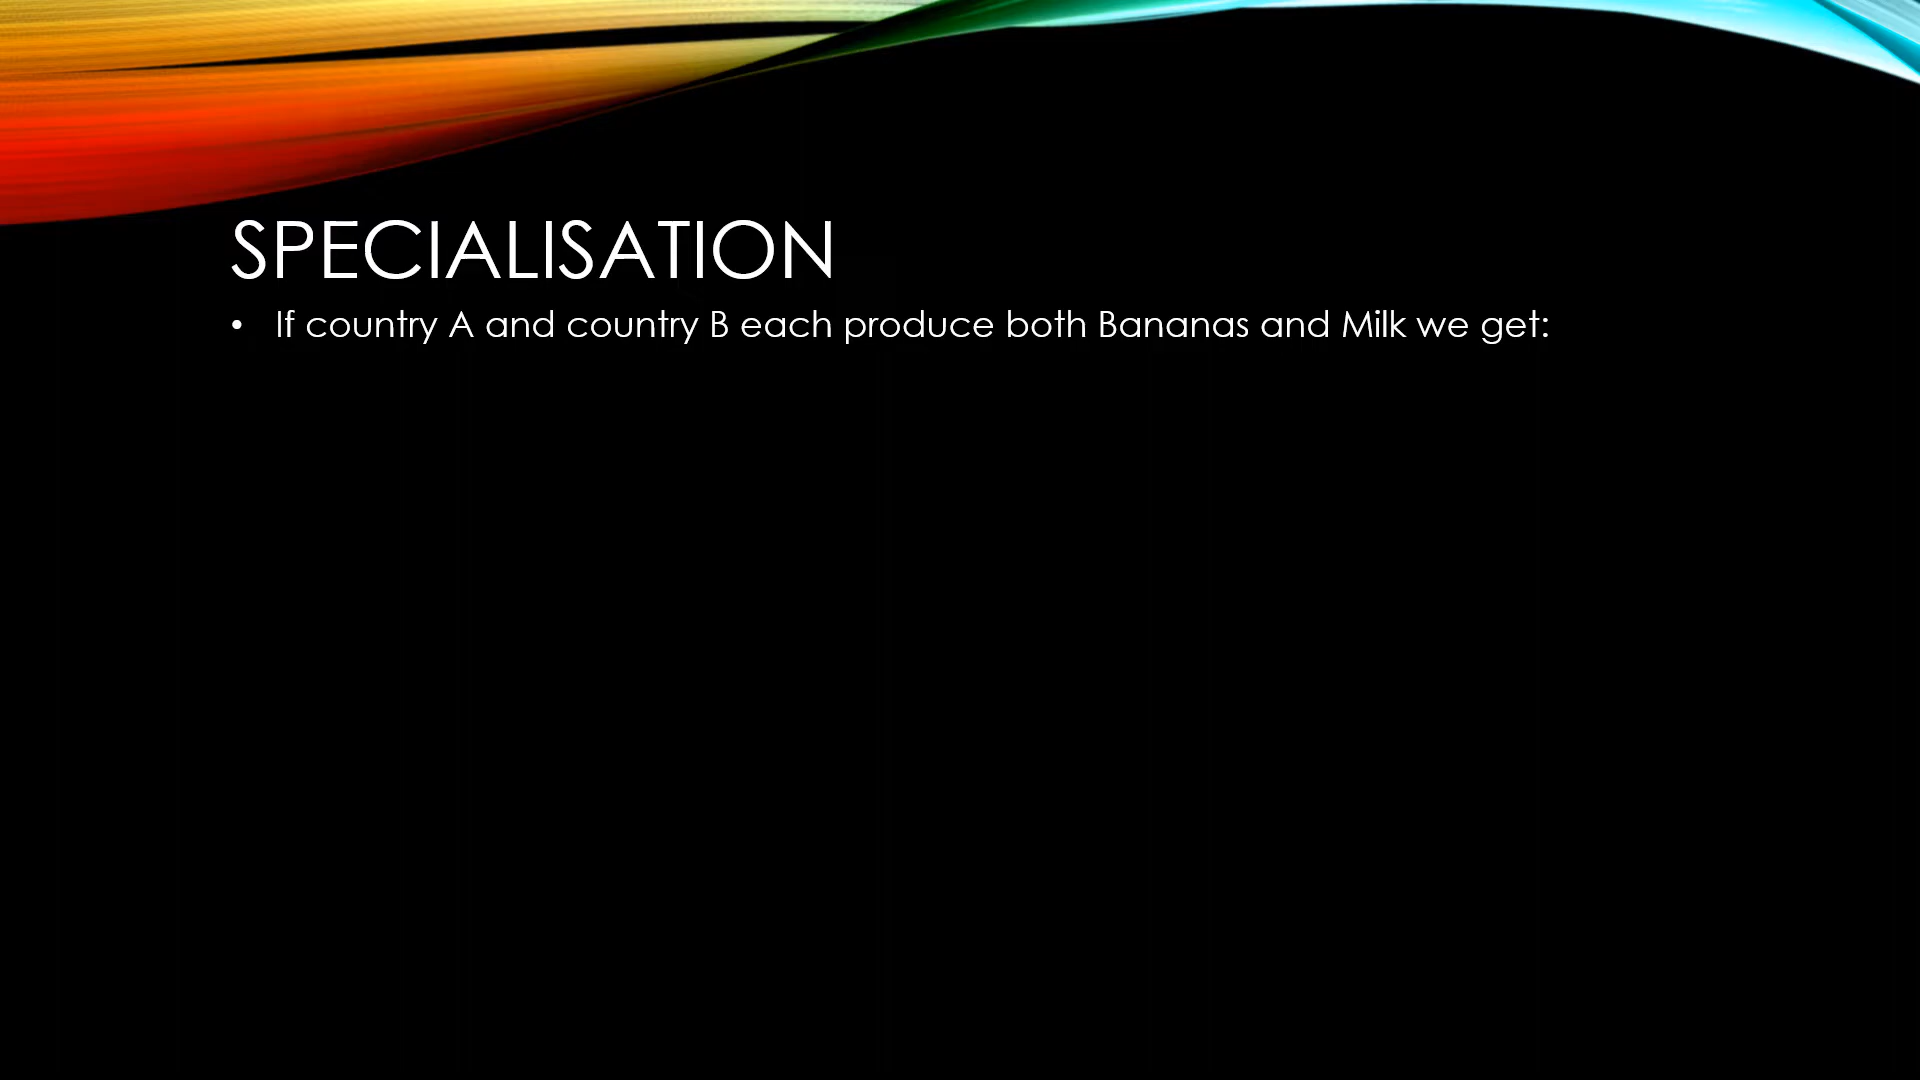 SPECIALISATION
• If country A and country B each produce both Bananas and Milk we get: